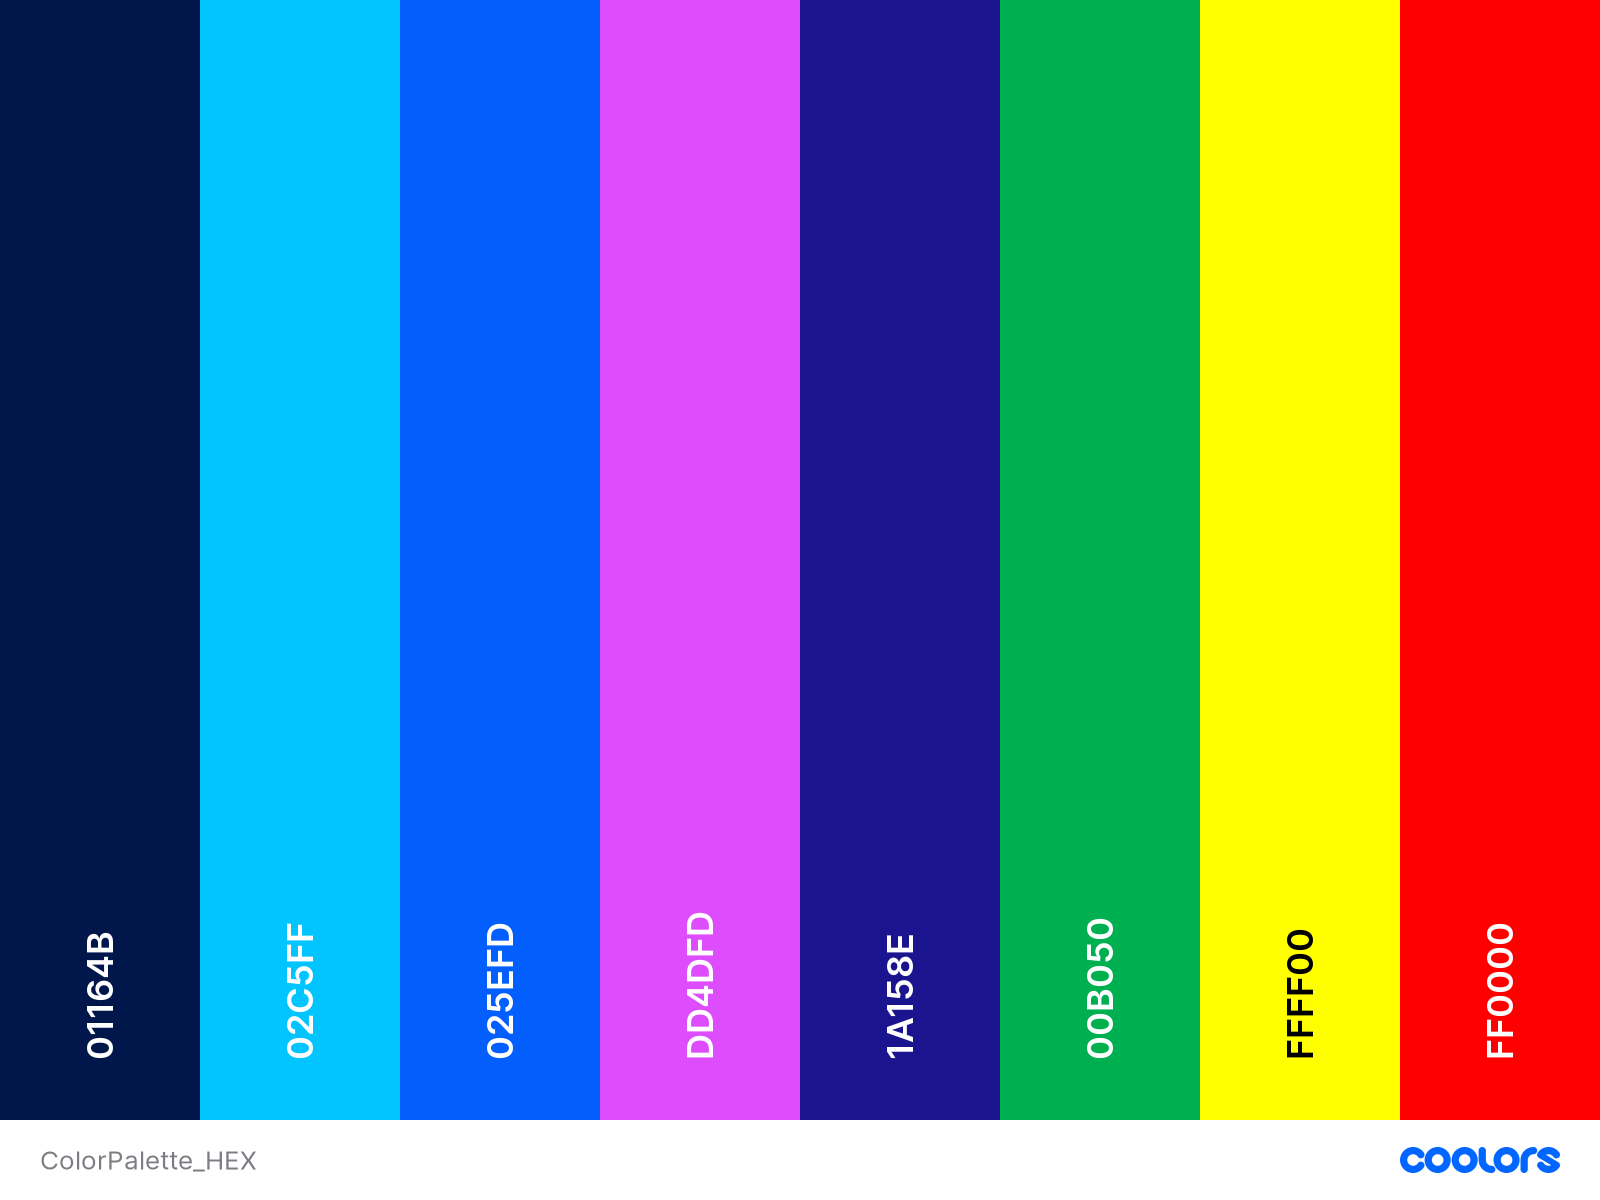 01164B
02C5FF
025EFD
DD4DFD
1A158E
00B050
FFFF00
FF0000
ColorPalette_HEX
coolors